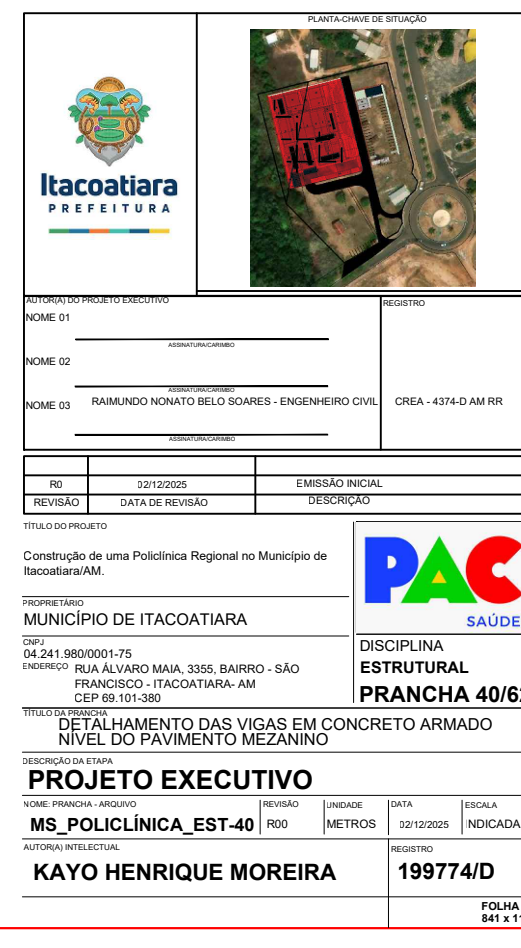 PLANTA-CHAVE DE SITUAÇÃO
Itacoatiara
PREFEITURA
AUTOR(A) DO PROJETO EXECUTIVO
REGISTRO
NOME 01
ASSINATURA/CARIMBO
NOME 02
ASSINATURA/CARIMBO
NOME 03 RAIMUNDO NONATO BELO SOARES - ENGENHEIRO CIVIL CREA - 4374-D AM RR
ASSINATURA/CARIMBO
R0 02/12/2025 EMISSÃO INICIAL
REVISÃO DATA DE REVISÃO DESCRIÇÃO
TÍTULO DO PROJETO
Construção de uma Policlínica Regional no Município de
Itacoatiara/AM.
PAC
SAÚDE
PROPRIETÁRIO
MUNICÍPIO DE ITACOATIARA
CNPJ
04.241.980/0001-75
ENDEREÇO RUA ÁLVARO MAIA, 3355, BAIRRO - SÃO
FRANCISCO - ITACOATIARA- AM
CEP 69.101-380
DISCIPLINA
ESTRUTURAL
PRANCHA 40/62
TÍTULO DA PRANCHA
DETALHAMENTO DAS VIGAS EM CONCRETO ARMADO
NÍVEL DO PAVIMENTO MEZANINO
DESCRIÇÃO DA ETAPA
PROJETO EXECUTIVO
NOME: PRANCHA - ARQUIVO REVISÃO UNIDADE DATA ESCALA
MS_POLICLÍNICA_EST-40 R00 METROS 02/12/2025 INDICADA
AUTOR(A) INTELECTUAL REGISTRO
KAYO HENRIQUE MOREIRA 199774/D
FOLHA
841 x 11